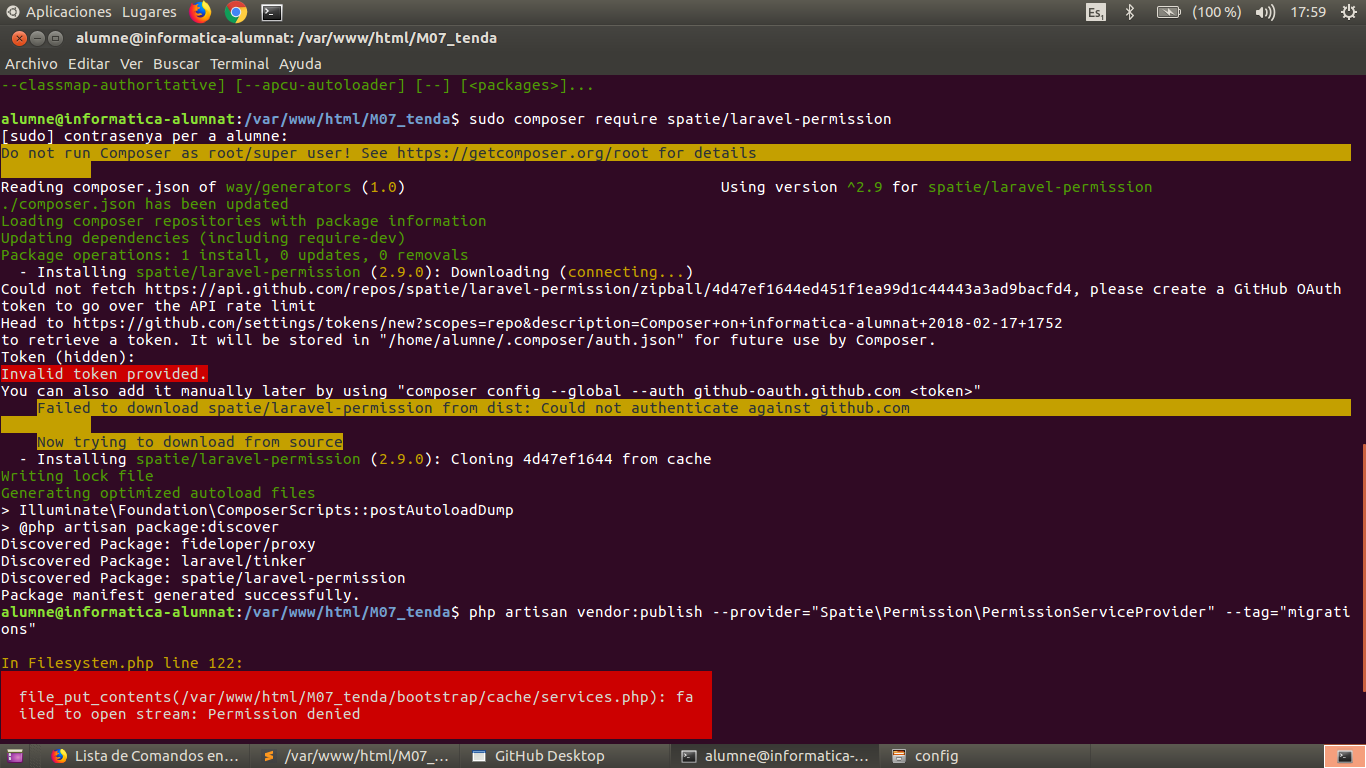 Aplicaciones Lugares
Es1 (100 %) 17:59
alumne@informatica-alumnat: /var/www/html/M07_tenda
Archivo Editar Ver Buscar Terminal Ayuda
--classmap-authoritative] [--apcu-autoloader] [--] [<packages>]...
alumne@informatica-alumnat:/var/www/html/M07_tenda$ sudo composer require spatie/laravel-permission
[sudo] contrasenya per a alumne:
Do not run Composer as root/super user! See https://getcomposer.org/root for details
Reading composer.json of way/generators (1.0) Using version ^2.9 for spatie/laravel-permission
./composer.json has been updated
Loading composer repositories with package information
Updating dependencies (including require-dev)
Package operations: 1 install, 0 updates, 0 removals
  - Installing spatie/laravel-permission (2.9.0): Downloading (connecting...)
Could not fetch https://api.github.com/repos/spatie/laravel-permission/zipball/4d47ef1644ed451f1ea99d1c44443a3ad9bacfd4, please create a GitHub OAuth
token to go over the API rate limit
Head to https://github.com/settings/tokens/new?scopes=repo&description=Composer+on+informatica-alumnat+2018-02-17+1752
to retrieve a token. It will be stored in "/home/alumne/.composer/auth.json" for future use by Composer.
Token (hidden):
Invalid token provided.
You can also add it manually later by using "composer config --global --auth github-oauth.github.com <token>"
    Failed to download spatie/laravel-permission from dist: Could not authenticate against github.com
    Now trying to download from source
  - Installing spatie/laravel-permission (2.9.0): Cloning 4d47ef1644 from cache
Writing lock file
Generating optimized autoload files
> Illuminate\Foundation\ComposerScripts::postAutoloadDump
> @php artisan package:discover
Discovered Package: fideloper/proxy
Discovered Package: laravel/tinker
Discovered Package: spatie/laravel-permission
Package manifest generated successfully.
alumne@informatica-alumnat:/var/www/html/M07_tenda$ php artisan vendor:publish --provider="Spatie\Permission\PermissionServiceProvider" --tag="migrati
ons"
In Filesystem.php line 122:
  file_put_contents(/var/www/html/M07_tenda/bootstrap/cache/services.php): fa
  iled to open stream: Permission denied
Lista de Comandos en... /var/www/html/M07_... GitHub Desktop alumne@informatica-... config